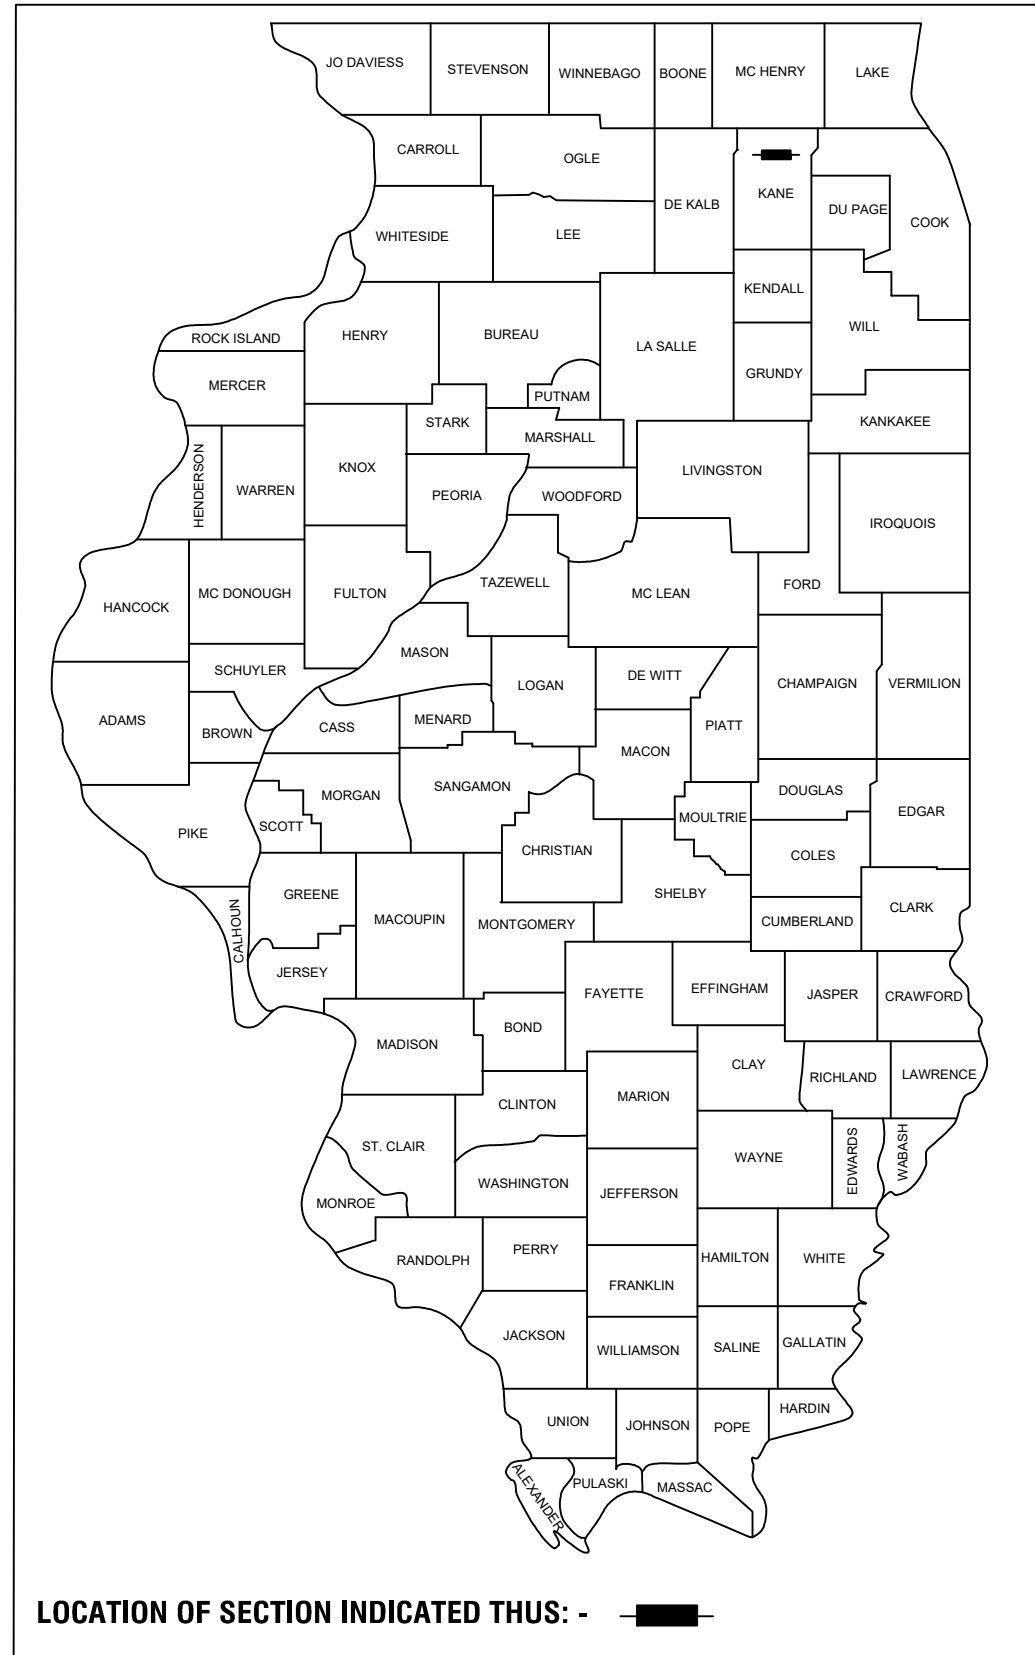 JO DAVIESS
STEVENSON
WINNEBAGO
BOONE
MC HENRY
LAKE
CARROLL
OGLE
DE KALB
KANE
DU PAGE
COOK
WHITESIDE
LEE
KENDALL
ROCK ISLAND
HENRY
BUREAU
LA SALLE
WILL
MERCER
PUTNAM
GRUNDY
STARK
MARSHALL
KANKAKEE
HENDERSON
WARREN
KNOX
PEORIA
WOODFORD
LIVINGSTON
IROQUOIS
HANCOCK
MC DONOUGH
FULTON
TAZEWELL
MC LEAN
FORD
MASON
SCHUYLER
LOGAN
DE WITT
CHAMPAIGN
VERMILION
ADAMS
BROWN
CASS
MENARD
MACON
PIATT
PIKE
SCOTT
MORGAN
SANGAMON
DOUGLAS
EDGAR
MOULTRIE
CHRISTIAN
COLES
SHELBY
CALHOUN
GREENE
MACOUPIN
MONTGOMERY
CUMBERLAND
CLARK
JERSEY
FAYETTE
EFFINGHAM
JASPER
CRAWFORD
MADISON
BOND
CLAY
RICHLAND
LAWRENCE
CLINTON
MARION
ST. CLAIR
WAYNE
EDWARDS
WABASH
WASHINGTON
JEFFERSON
MONROE
RANDOLPH
PERRY
HAMILTON
WHITE
FRANKLIN
JACKSON
WILLIAMSON
SALINE
GALLATIN
UNION
JOHNSON
POPE
HARDIN
ALEXANDER
PULASKI
MASSAC
LOCATION OF SECTION INDICATED THUS: -